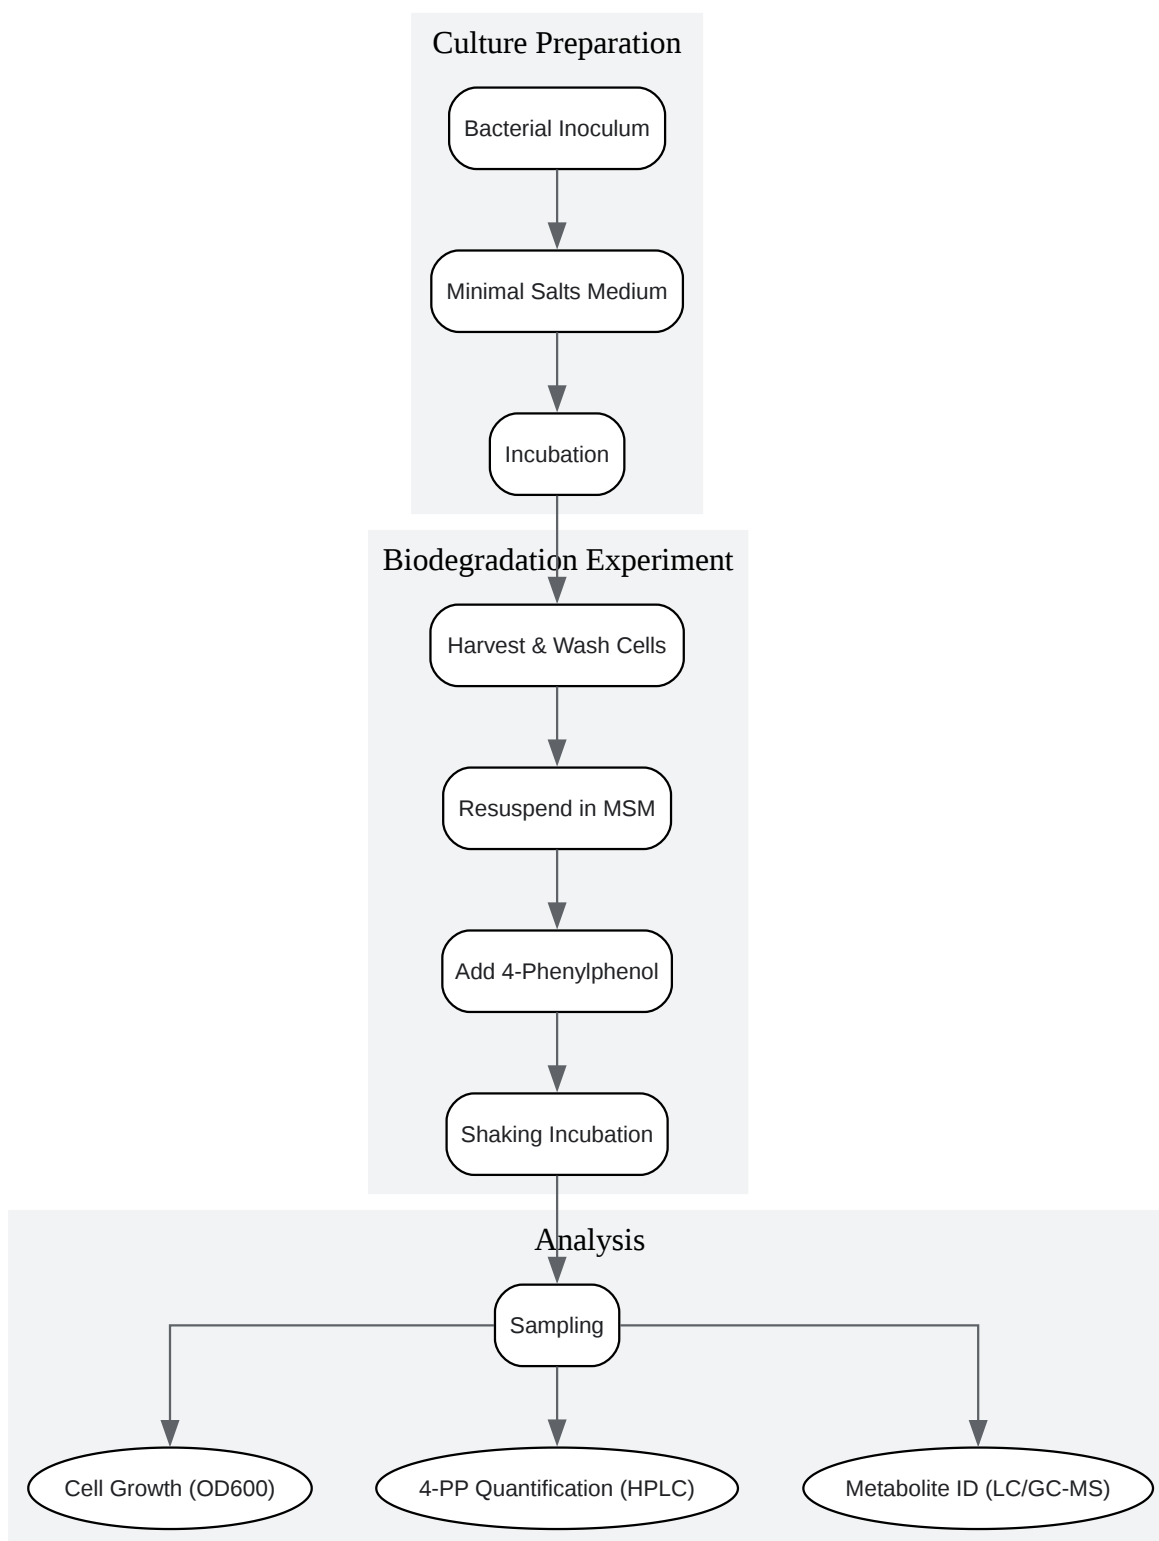 Culture Preparation
Bacterial Inoculum
Minimal Salts Medium
Incubation
Biodegradation Experiment
Harvest & Wash Cells
Resuspend in MSM
Add 4-Phenylphenol
Shaking Incubation
Analysis
Sampling
Cell Growth (OD600)
4-PP Quantification (HPLC)
Metabolite ID (LC/GC-MS)